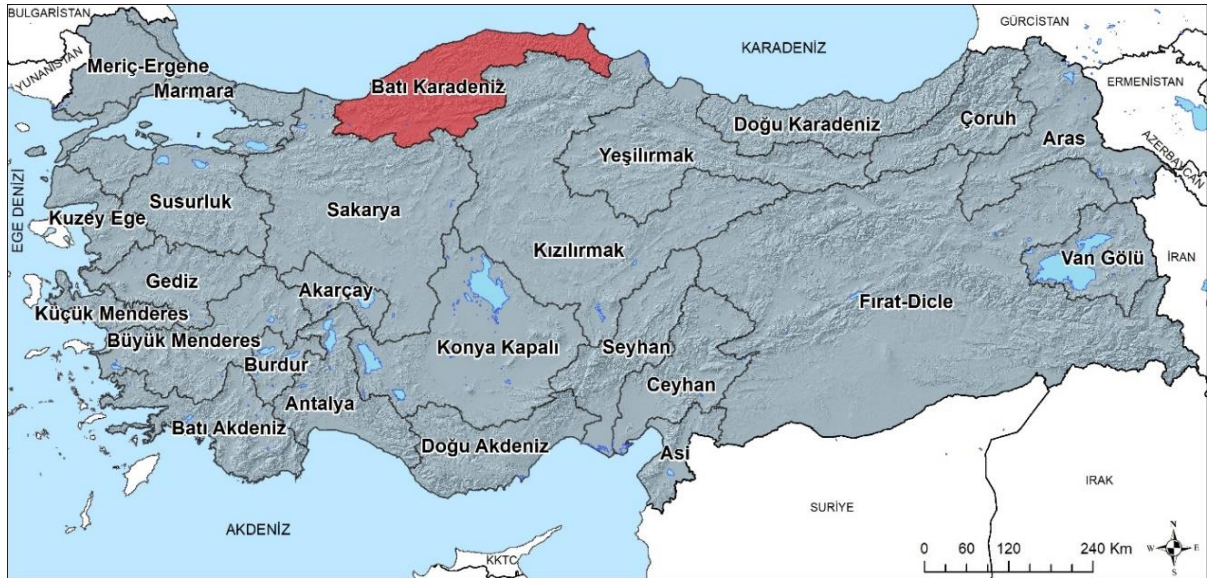 BULGARİSTAN
GÜRCİSTAN
YUNANİSTAN
Meriç-Ergene
Marmara
KARADENİZ
ERMENİSTAN
Batı Karadeniz
Doğu Karadeniz
Çoruh
Aras
AZERBAYCAN
Yeşilırmak
EGE DENİZİ
Susurluk
Sakarya
Kuzey Ege
Kızılırmak
Van Gölü
İRAN
Gediz
Akarçay
Fırat-Dicle
Küçük Menderes
Büyük Menderes
Burdur
Konya Kapalı
Seyhan
Ceyhan
Antalya
Batı Akdeniz
Doğu Akdeniz
Asi
IRAK
SURİYE
AKDENİZ
KKTC
0 60 120 240 Km
N
W E
S